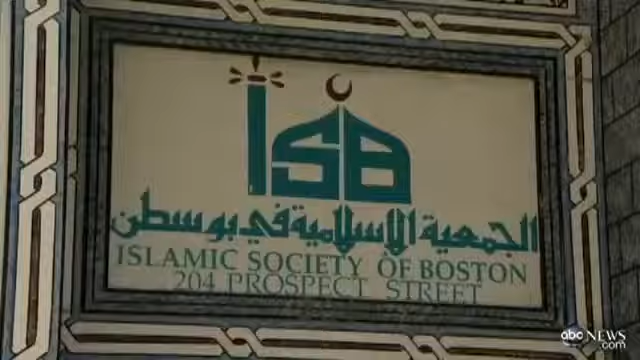 ISB
الجمعية الإسلامية في بوسطن
ISLAMIC SOCIETY OF BOSTON
204 PROSPECT STREET
abc NEWS
.com